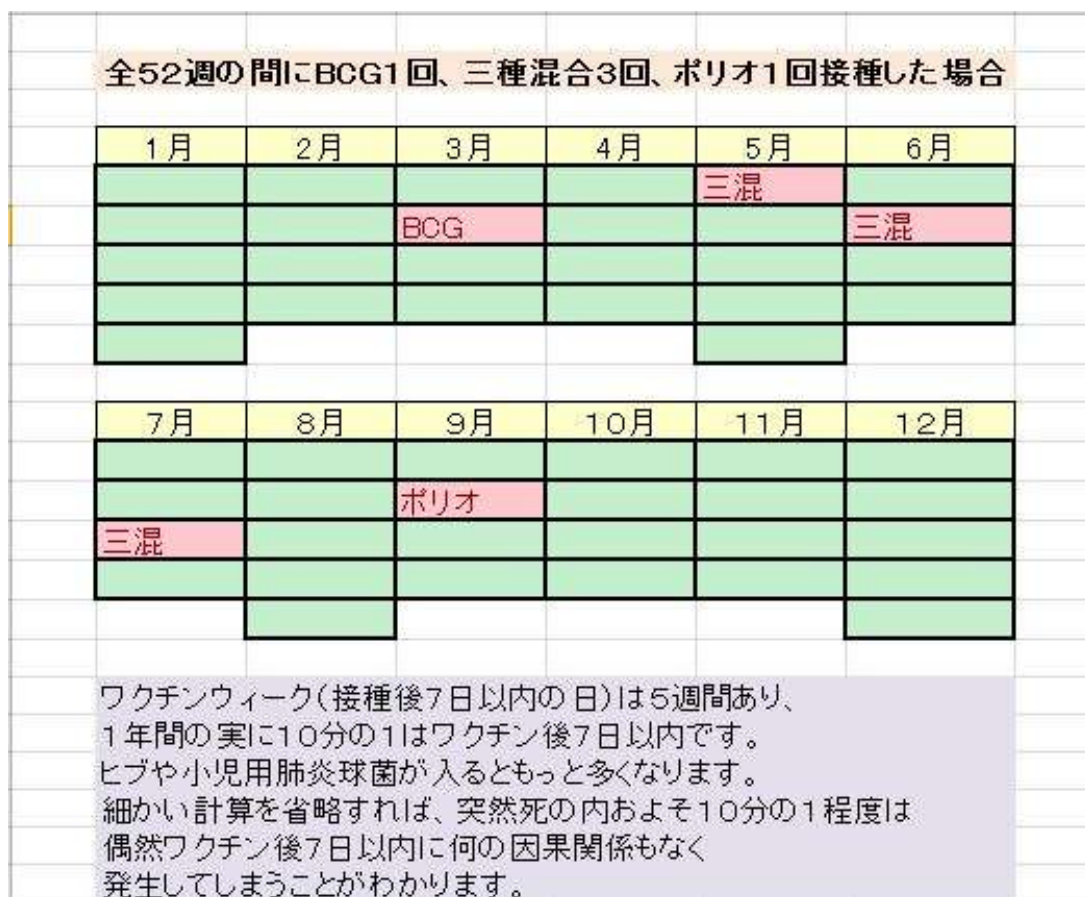 全52週の間にBCG1回、三種混合3回、ポリオ1回接種した場合
1月 2月 3月 4月 5月 6月
三混
BCG 三混
7月 8月 9月 10月 11月 12月
ポリオ
三混
ワクチンウィーク(接種後7日以内の日)は5週間あり、
1年間の実に10分の1はワクチン後7日以内です。
ヒブや小児用肺炎球菌が入るともっと多くなります。
細かい計算を省略すれば、突然死の内およそ10分の1程度は
偶然ワクチン後7日以内に何の因果関係もなく
発生してしまうことがわかります。